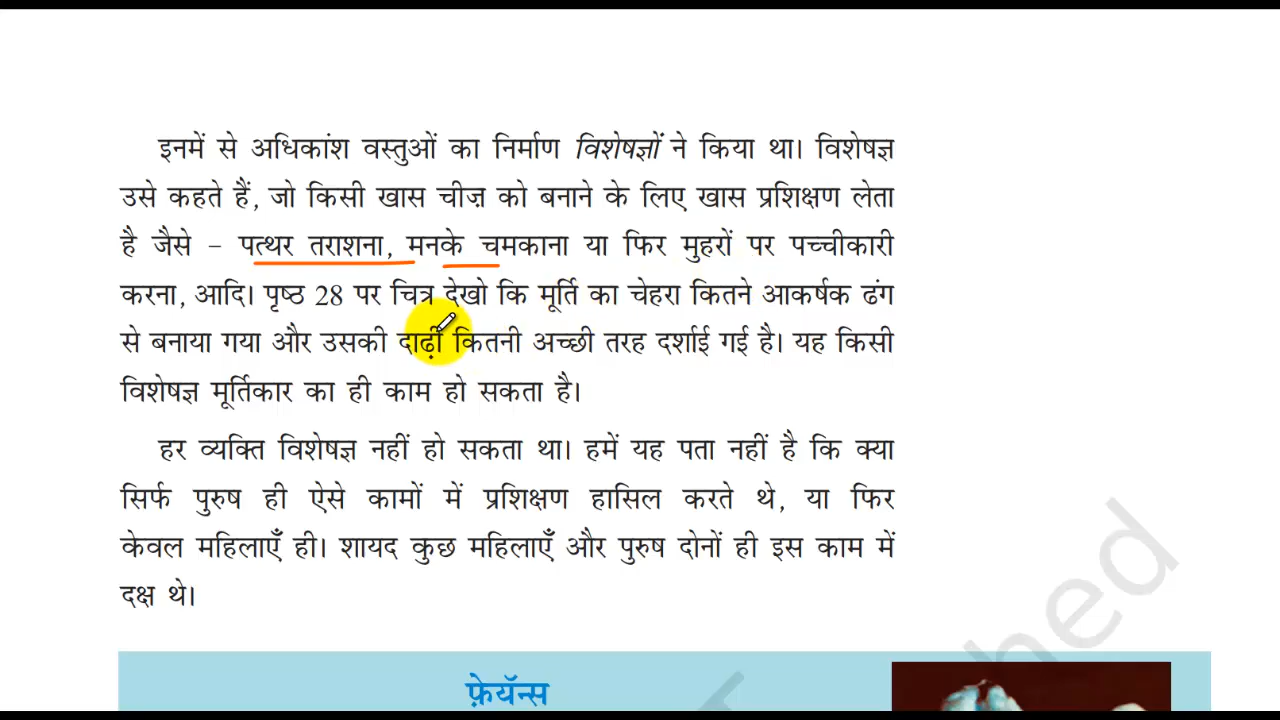 इनमें से अधिकांश वस्तुओं का निर्माण विशेषज्ञों ने किया था। विशेषज्ञ
उसे कहते हैं, जो किसी खास चीज़ को बनाने के लिए खास प्रशिक्षण लेता
है जैसे – पत्थर तराशना, मनके चमकाना या फिर मुहरों पर पच्चीकारी
करना, आदि। पृष्ठ 28 पर चित्र देखो कि मूर्ति का चेहरा कितने आकर्षक ढंग
से बनाया गया और उसकी दाढ़ी कितनी अच्छी तरह दर्शाई गई है। यह किसी
विशेषज्ञ मूर्तिकार का ही काम हो सकता है।
हर व्यक्ति विशेषज्ञ नहीं हो सकता था। हमें यह पता नहीं है कि क्या
सिर्फ पुरुष ही ऐसे कामों में प्रशिक्षण हासिल करते थे, या फिर
केवल महिलाएँ ही। शायद कुछ महिलाएँ और पुरुष दोनों ही इस काम में
दक्ष थे।
फ़ेयॅन्स